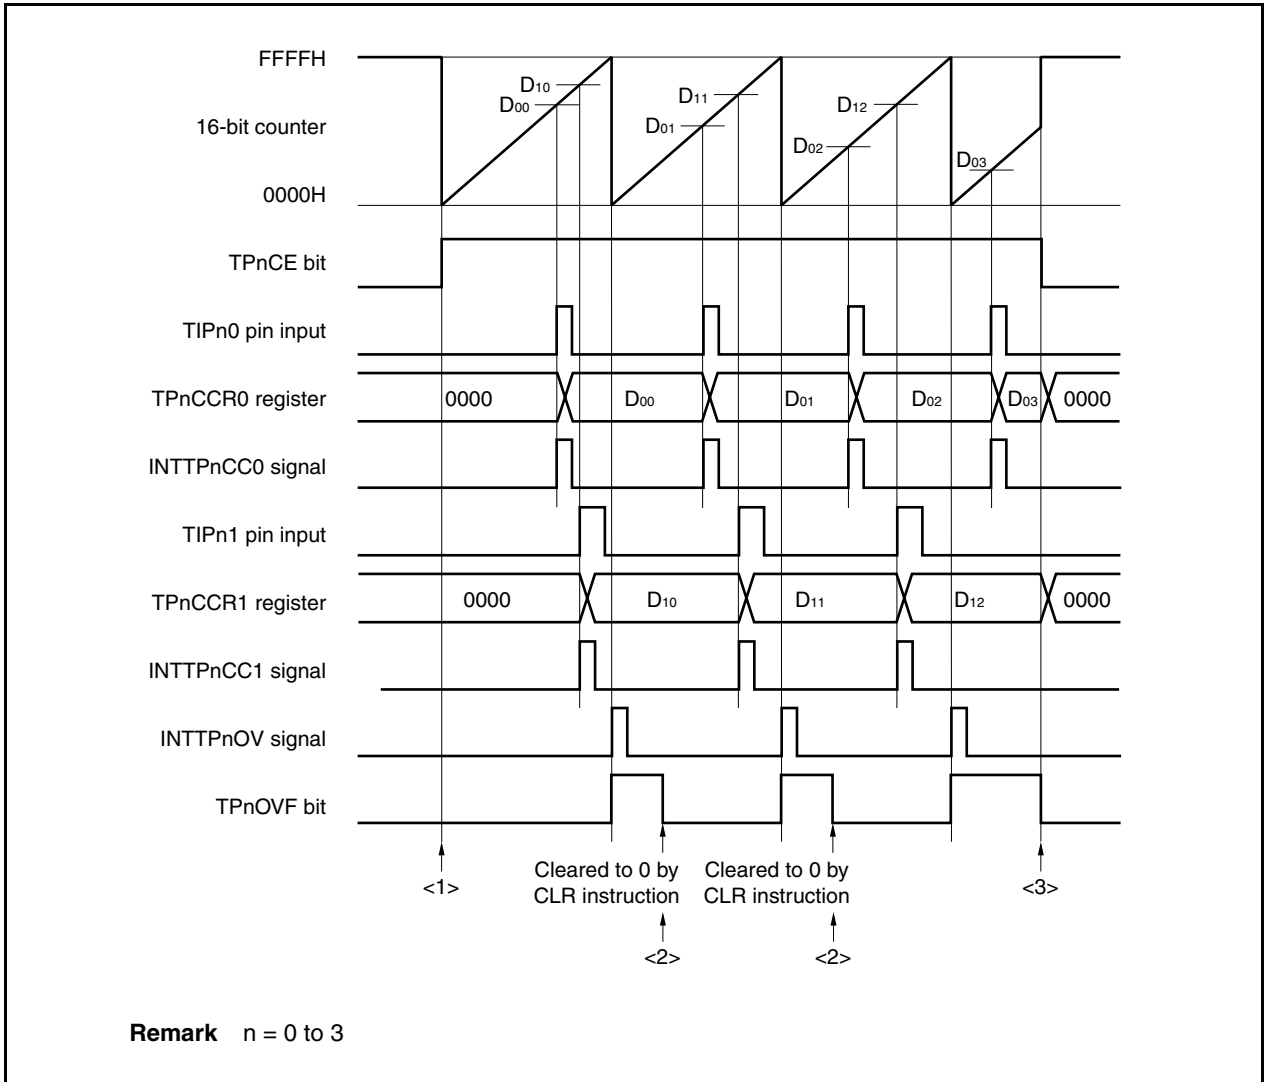 FFFFH
D10
D00
D11
D01
D12
D02
D03
16-bit counter
0000H
TPnCE bit
TIPn0 pin input
TPnCCR0 register
0000
D00
D01
D02
D03
0000
INTTPnCC0 signal
TIPn1 pin input
TPnCCR1 register
0000
D10
D11
D12
0000
INTTPnCC1 signal
INTTPnOV signal
TPnOVF bit
<1>
Cleared to 0 by
CLR instruction
<2>
Cleared to 0 by
CLR instruction
<2>
<3>
Remark n = 0 to 3